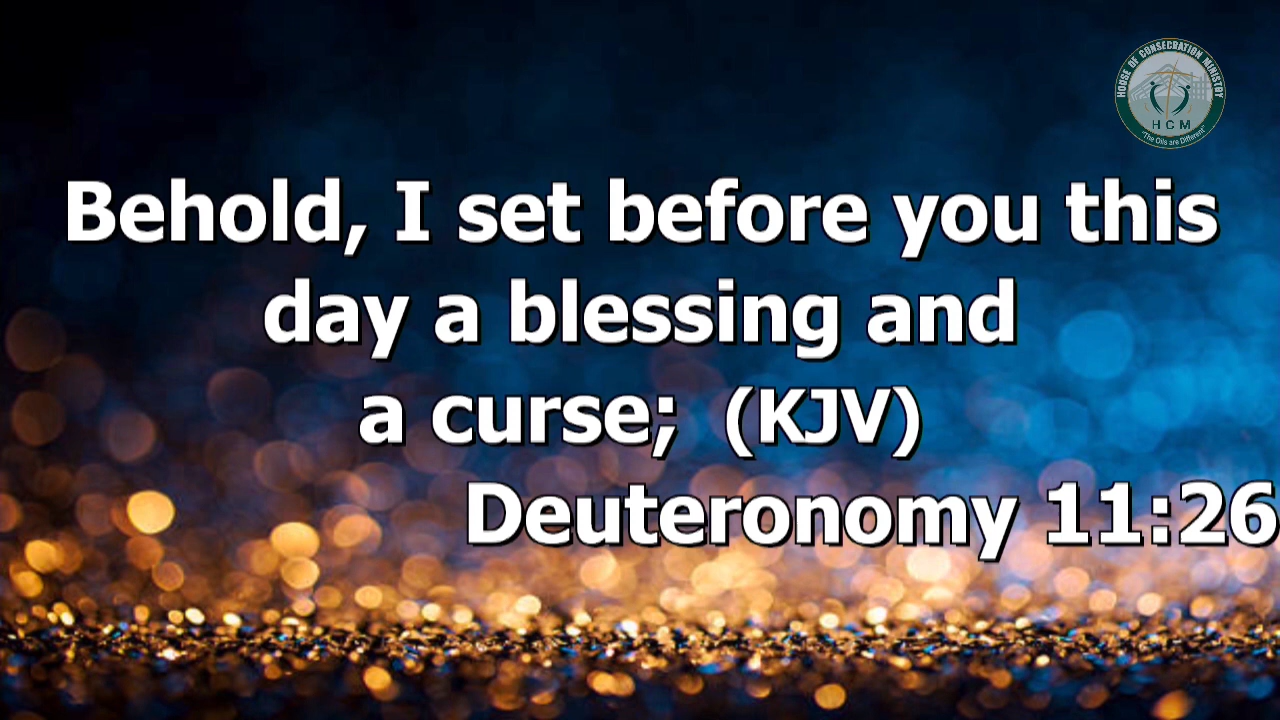 HOUSE OF CONSECRATION MINISTRY
H C M
"The Oils are Different"
Behold, I set before you this
day a blessing and
a curse;  (KJV)
Deuteronomy 11:26